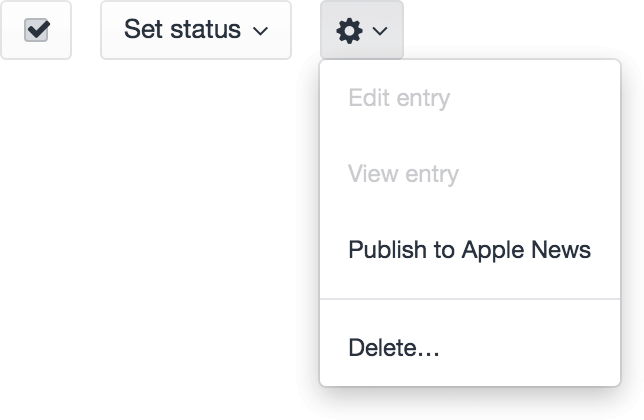 Set status
Edit entry
View entry
Publish to Apple News
Delete…